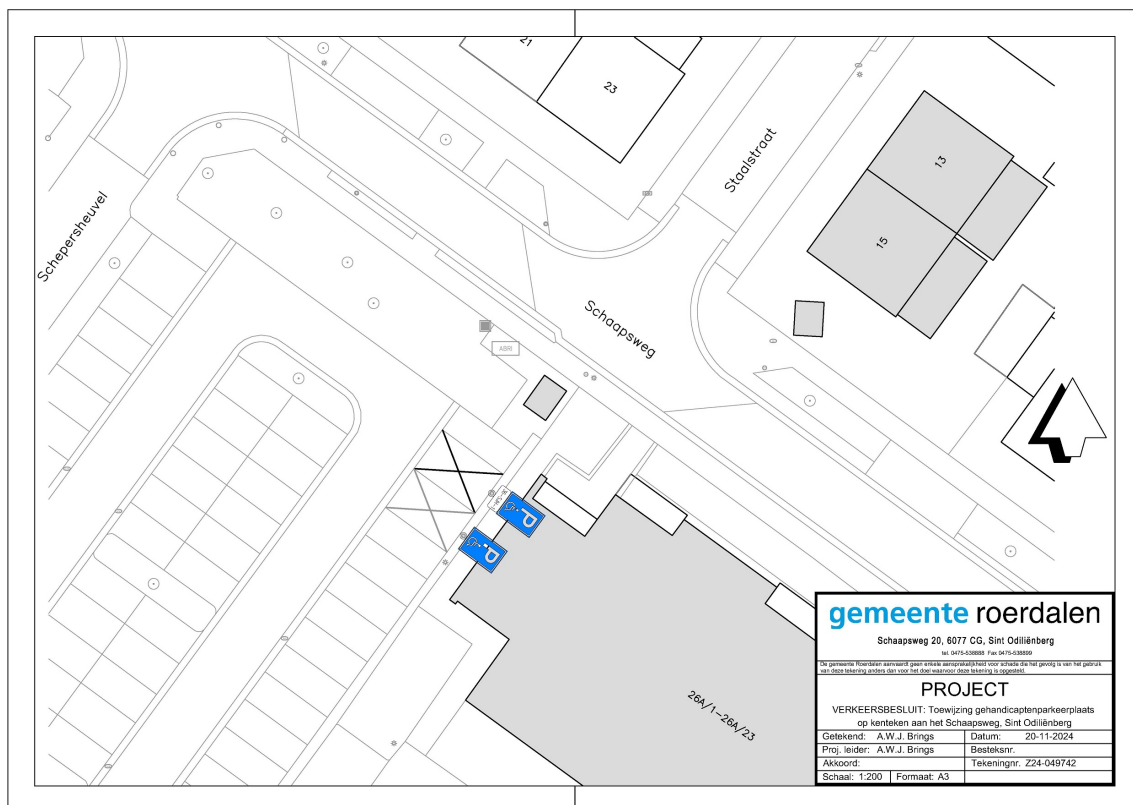 21
23
Staalstraat
13
15
Schepersheuvel
Schaapsweg
ABRI
P
P
26A/1-26A/23
gemeente roerdalen
Schaapsweg 20, 6077 CG, Sint Odiliënberg
tel. 0475-538888 Fax 0475-538899
De gemeente Roerdalen aanvaardt geen enkele aansprakelijkheid voor schade die het gevolg is van het gebruik
van deze tekening anders dan voor het doel waarvoor deze tekening is opgesteld.
PROJECT
VERKEERSBESLUIT: Toewijzing gehandicaptenparkeerplaats
op kenteken aan het Schaapsweg, Sint Odiliënberg
Getekend: A.W.J. Brings Datum: 20-11-2024
Proj. leider: A.W.J. Brings Besteksnr.
Akkoord: Tekeningnr. Z24-049742
Schaal: 1:200 Formaat: A3